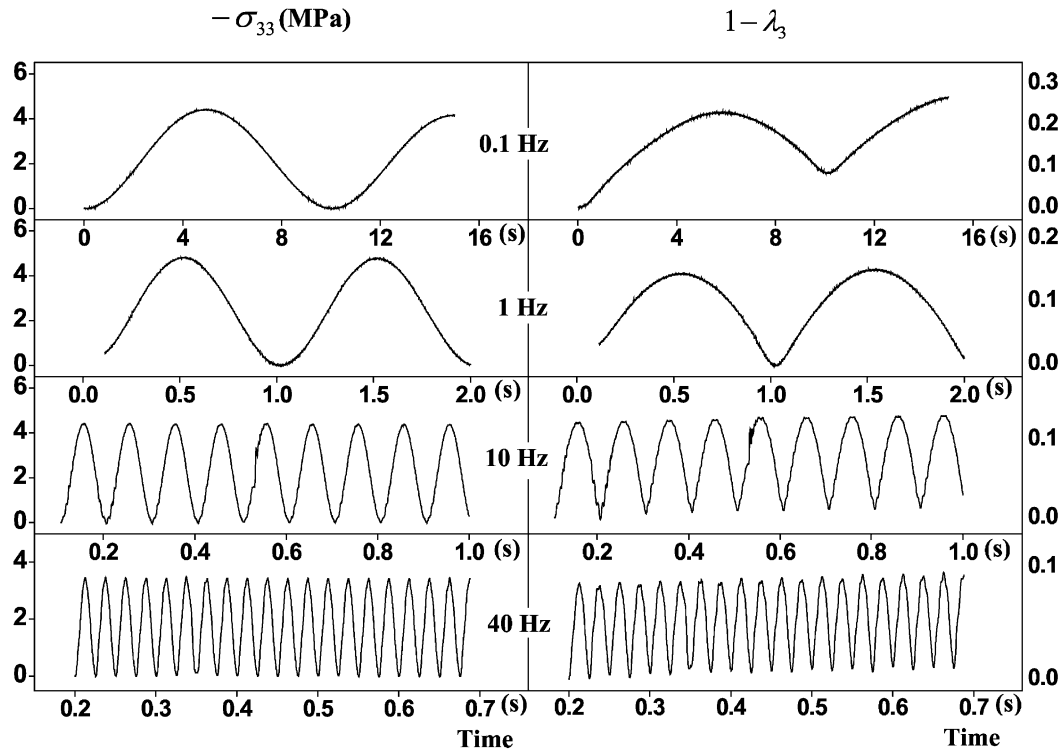 −σ33 (MPa) 1−λ3
6
4
2
0
0.1 Hz
0.3
0.2
0.1
0.0
0 4 8 12 16 (s)
0 4 8 12 16 (s)
6
4
2
0
1 Hz
0.2
0.1
0.0
0.0 0.5 1.0 1.5 2.0 (s)
0.0 0.5 1.0 1.5 2.0 (s)
6
4
2
0
10 Hz
0.2
0.1
0.0
0.2 0.4 0.6 0.8 1.0 (s)
0.2 0.4 0.6 0.8 1.0 (s)
4
2
0
40 Hz
0.1
0.0
0.2 0.3 0.4 0.5 0.6 0.7 (s)
0.2 0.3 0.4 0.5 0.6 0.7 (s)
Time Time